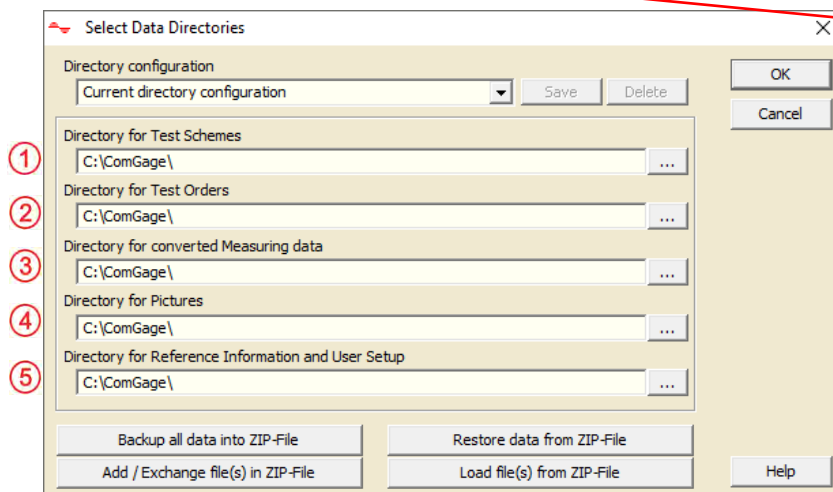 Select Data Directories
Directory configuration
Current directory configuration Save Delete
OK
Cancel
Directory for Test Schemes
① C:\ComGage\ ...
Directory for Test Orders
② C:\ComGage\ ...
Directory for converted Measuring data
③ C:\ComGage\ ...
Directory for Pictures
④ C:\ComGage\ ...
Directory for Reference Information and User Setup
⑤ C:\ComGage\ ...
Backup all data into ZIP-File Restore data from ZIP-File
Add / Exchange file(s) in ZIP-File Load file(s) from ZIP-File Help